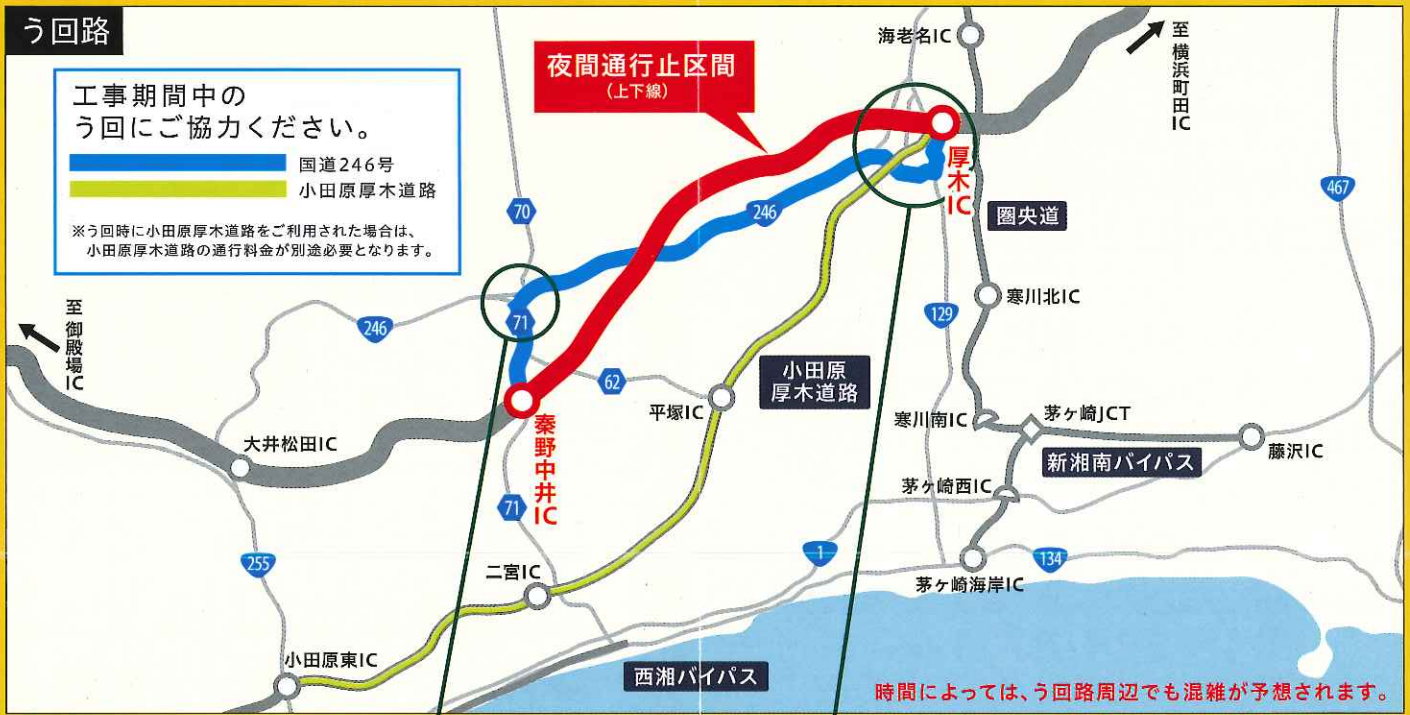 う回路
工事期間中の
う回にご協力ください。
国道246号
小田原厚木道路
※う回時に小田原厚木道路をご利用された場合は、
小田原厚木道路の通行料金が別途必要となります。
夜間通行止区間
(上下線)
海老名IC
至 横浜町田IC
厚木IC
圏央道
467
70
246
71
246
至 御殿場IC
129
寒川北IC
62
小田原
厚木道路
平塚IC
大井松田IC
秦野中井IC
寒川南IC
茅ヶ崎JCT
藤沢IC
新湘南バイパス
茅ヶ崎西IC
71
255
二宮IC
1
134
茅ヶ崎海岸IC
小田原東IC
西湘バイパス
時間によっては、う回路周辺でも混雑が予想されます。